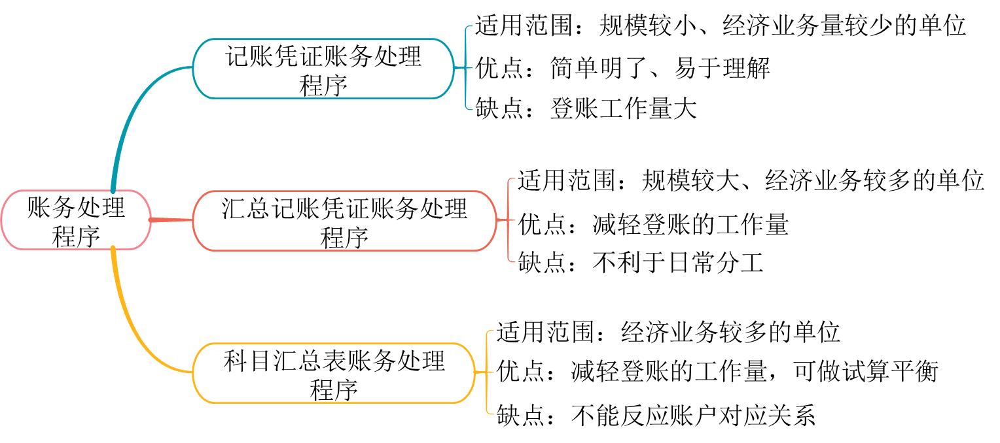 账务处理
程序
记账凭证账务处理
程序
适用范围：规模较小、经济业务量较少的单位
优点：简单明了、易于理解
缺点：登账工作量大
汇总记账凭证账务处理
程序
适用范围：规模较大、经济业务较多的单位
优点：减轻登账的工作量
缺点：不利于日常分工
科目汇总表账务处理
程序
适用范围：经济业务较多的单位
优点：减轻登账的工作量，可做试算平衡
缺点：不能反应账户对应关系